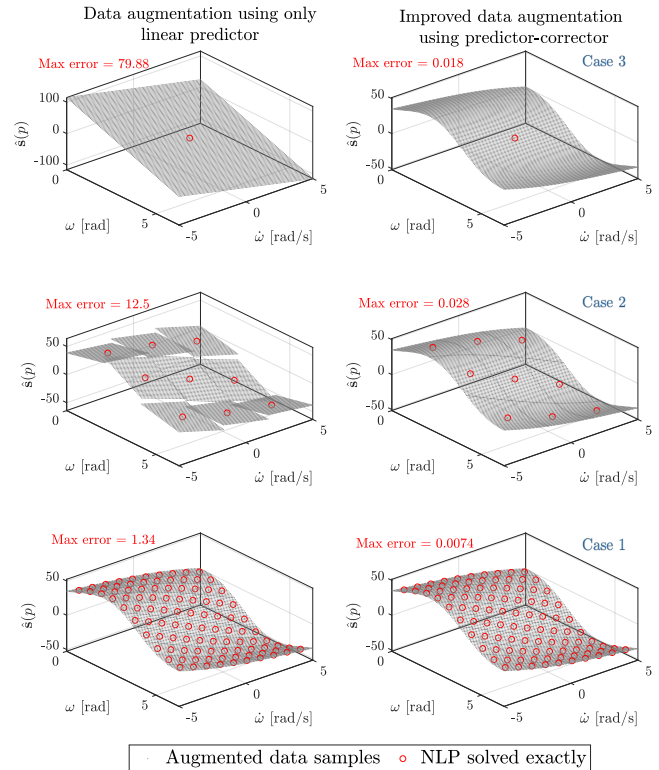 Data augmentation using only
linear predictor
Improved data augmentation
using predictor-corrector
Max error = 79.88
100
0
-100
ŝ(p)
0
5
ω [rad]
-5
0
5
ω̇ [rad/s]
Max error = 0.018
Case 3
50
0
-50
ŝ(p)
0
5
ω [rad]
-5
0
5
ω̇ [rad/s]
Max error = 12.5
50
0
-50
ŝ(p)
0
5
ω [rad]
-5
0
5
ω̇ [rad/s]
Max error = 0.028
Case 2
50
0
-50
ŝ(p)
0
5
ω [rad]
-5
0
5
ω̇ [rad/s]
Max error = 1.34
50
0
-50
ŝ(p)
0
5
ω [rad]
-5
0
5
ω̇ [rad/s]
Max error = 0.0074
Case 1
50
0
-50
ŝ(p)
0
5
ω [rad]
-5
0
5
ω̇ [rad/s]
Augmented data samples
NLP solved exactly